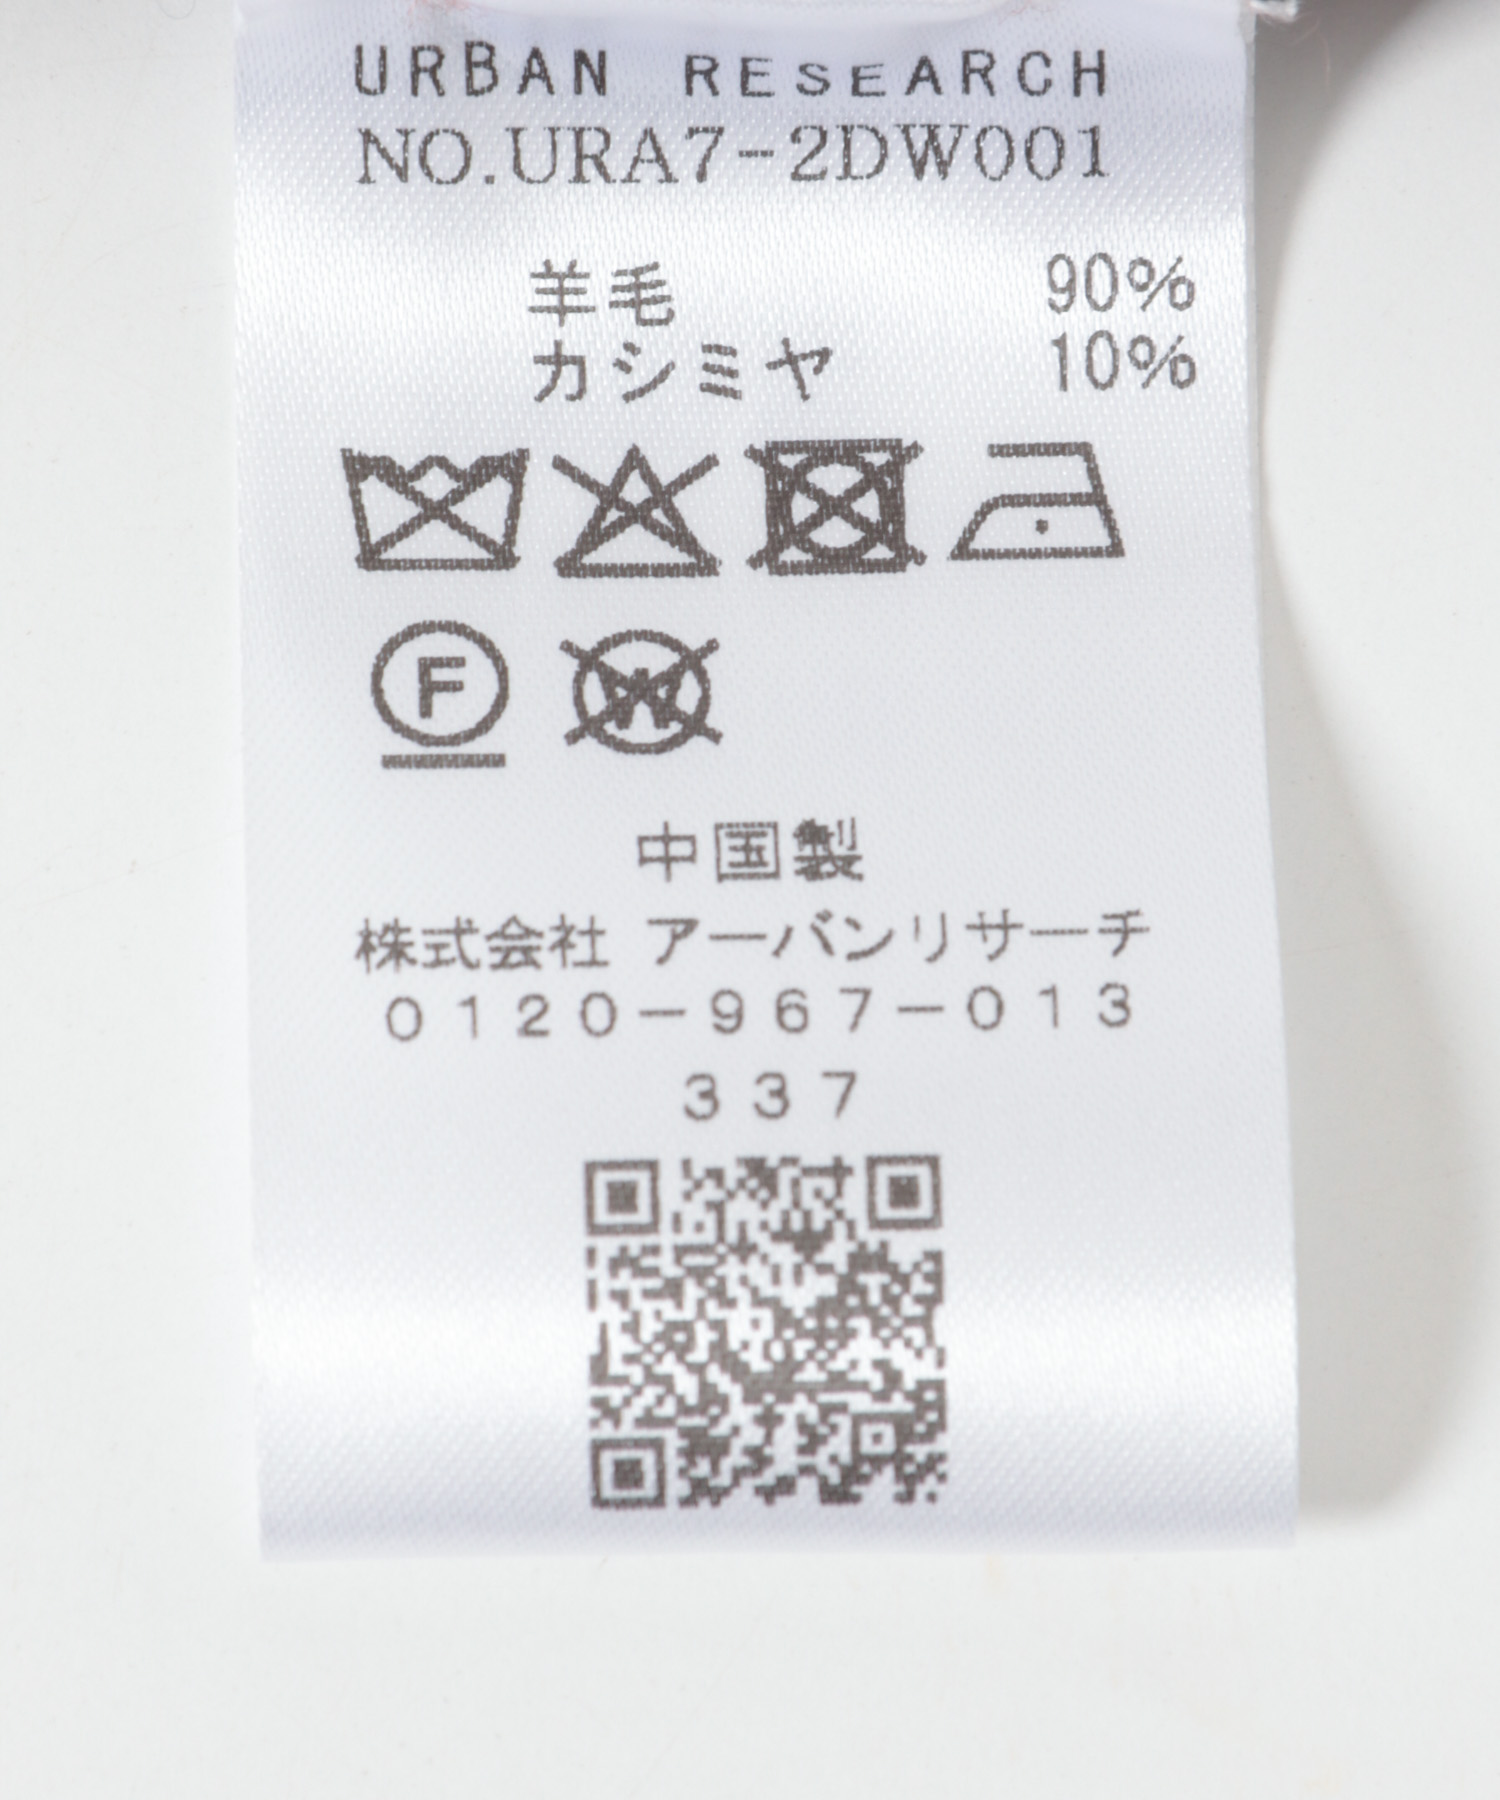 URBAN RESEARCH
NO.URA7-2DW001
羊毛 90%
カシミヤ 10%
F
W
中国製
株式会社 アーバンリサーチ
0120-967-013
337